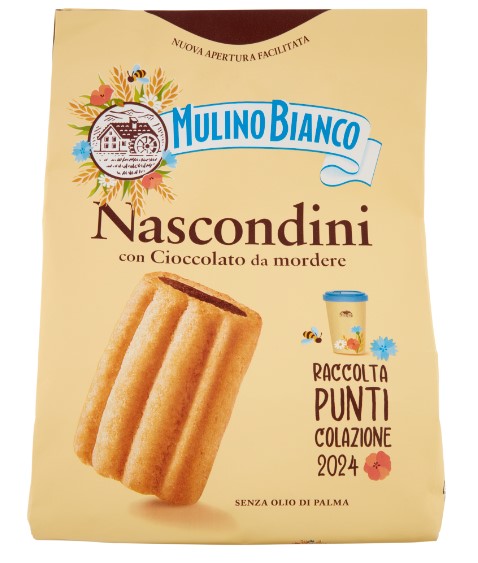 NUOVA APERTURA FACILITATA
MULINO BIANCO
Nascondini
con Cioccolato da mordere
RACCOLTA
PUNTI
COLAZIONE
2024
SENZA OLIO DI PALMA